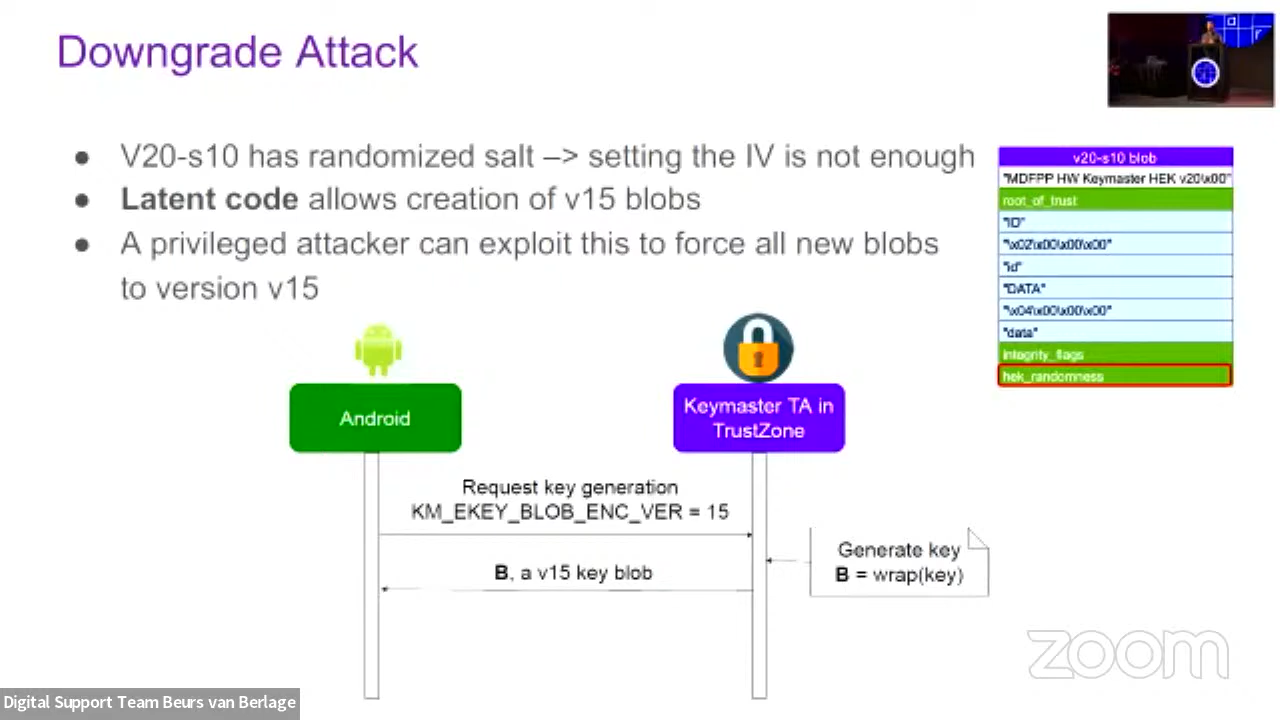 Downgrade Attack
V20-s10 has randomized salt –> setting the IV is not enough
Latent code allows creation of v15 blobs
A privileged attacker can exploit this to force all new blobs
to version v15
v20-s10 blob
"MDFPP HW Keymaster HEK v20\x00"
root_of_trust
"ID"
"\x02\x00\x00\x00"
"id"
"DATA"
"\x04\x00\x00\x00"
"data"
integrity_flags
hek_randomness
Android
Keymaster TA in
TrustZone
Request key generation
KM_EKEY_BLOB_ENC_VER = 15
Generate key
B = wrap(key)
B, a v15 key blob
zoom
Digital Support Team Beurs van Berlage